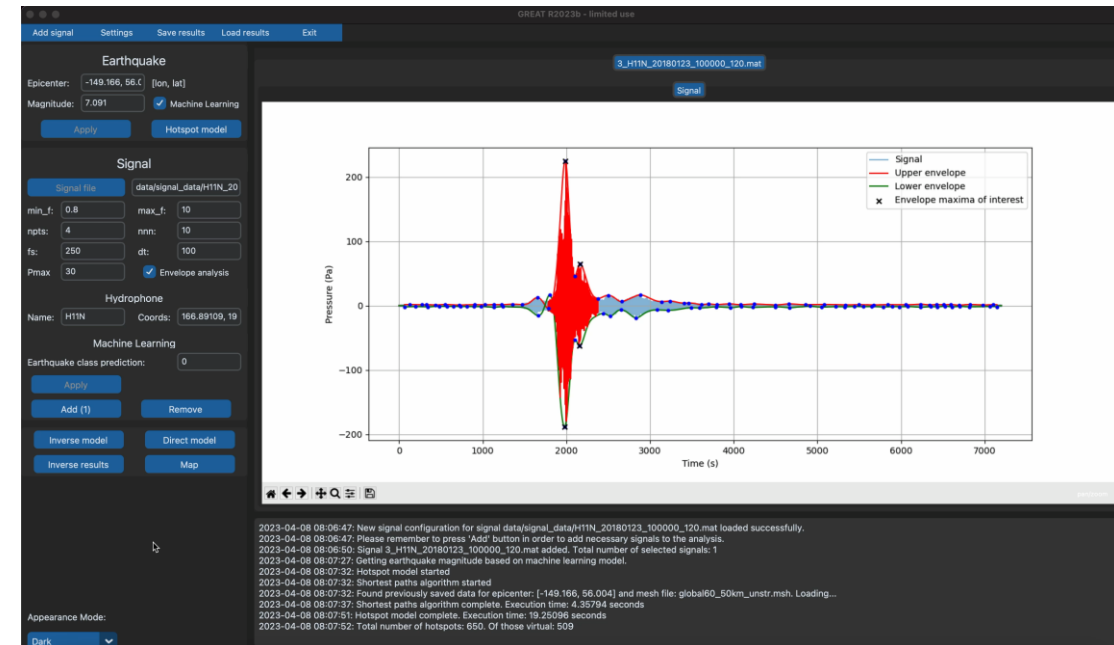 GREAT R2023b - limited use
Add signal Settings Save results Load results Exit
Earthquake
Epicenter: -149.166, 56.0 [lon, lat]
Magnitude: 7.091 Machine Learning
Apply Hotspot model
Signal
Signal file data/signal_data/H11N_20
min_f: 0.8 max_f: 10
npts: 4 nnn: 10
fs: 250 dt: 100
Pmax 30 Envelope analysis
Hydrophone
Name: H11N Coords: 166.89109, 19
Machine Learning
Earthquake class prediction: 0
Apply
Add (1) Remove
Inverse model Direct model
Inverse results Map
Appearance Mode:
Dark
3_H11N_20180123_100000_120.mat
Signal
Signal
Upper envelope
Lower envelope
Envelope maxima of interest
Pressure (Pa)
200
100
0
−100
−200
0 1000 2000 3000 4000 5000 6000 7000
Time (s)
2023-04-08 08:06:47: New signal configuration for signal data/signal_data/H11N_20180123_100000_120.mat loaded successfully.
2023-04-08 08:06:47: Please remember to press 'Add' button in order to add necessary signals to the analysis.
2023-04-08 08:06:50: Signal 3_H11N_20180123_100000_120.mat added. Total number of selected signals: 1
2023-04-08 08:07:27: Getting earthquake magnitude based on machine learning model.
2023-04-08 08:07:32: Hotspot model started
2023-04-08 08:07:32: Shortest paths algorithm started
2023-04-08 08:07:32: Found previously saved data for epicenter: [-149.166, 56.004] and mesh file: global60_50km_unstr.msh. Loading...
2023-04-08 08:07:37: Shortest paths algorithm complete. Execution time: 4.35794 seconds
2023-04-08 08:07:51: Hotspot model complete. Execution time: 19.25096 seconds
2023-04-08 08:07:52: Total number of hotspots: 650. Of those virtual: 509